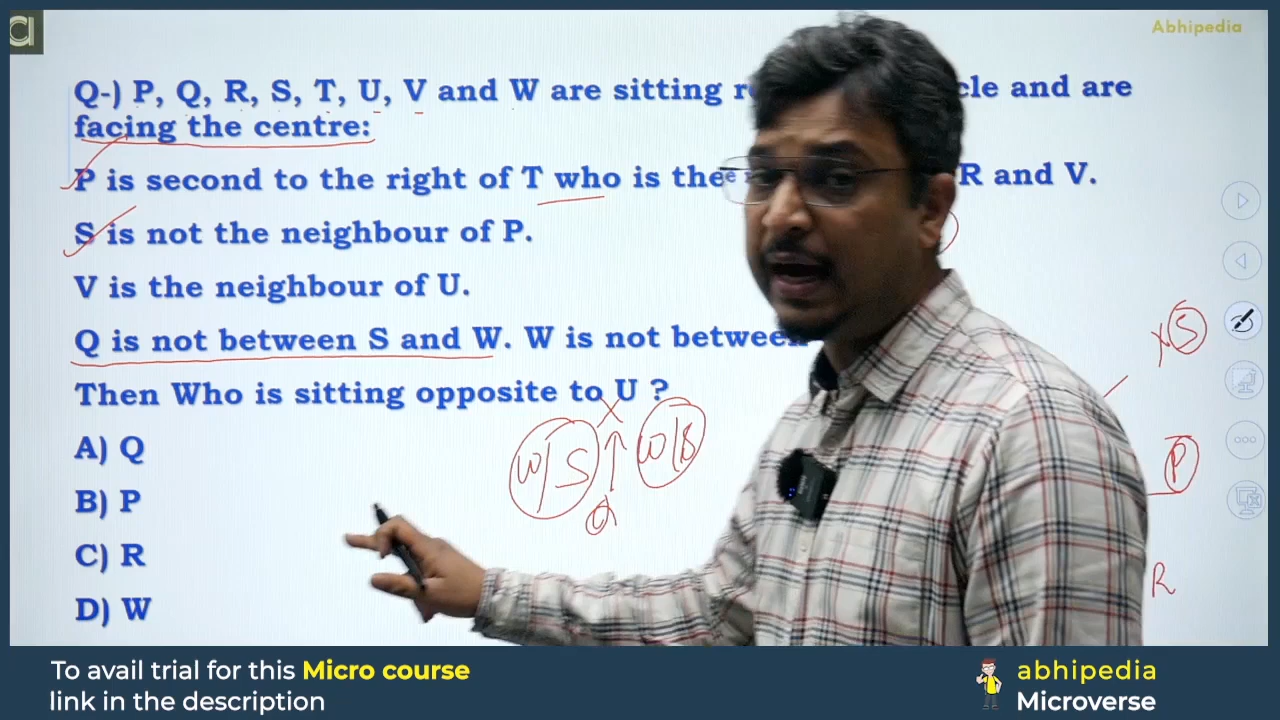 Abhipedia
Q-) P, Q, R, S, T, U, V and W are sitting cle and are
facing the centre:
P is second to the right of T who is the R and V.
S is not the neighbour of P.
V is the neighbour of U.
Q is not between S and W. W is not between
Then Who is sitting opposite to U ?
A) Q
B) P
C) R
D) W
W/S
Q
X
S
P
R
To avail trial for this Micro course
link in the description
abhipedia
Microverse